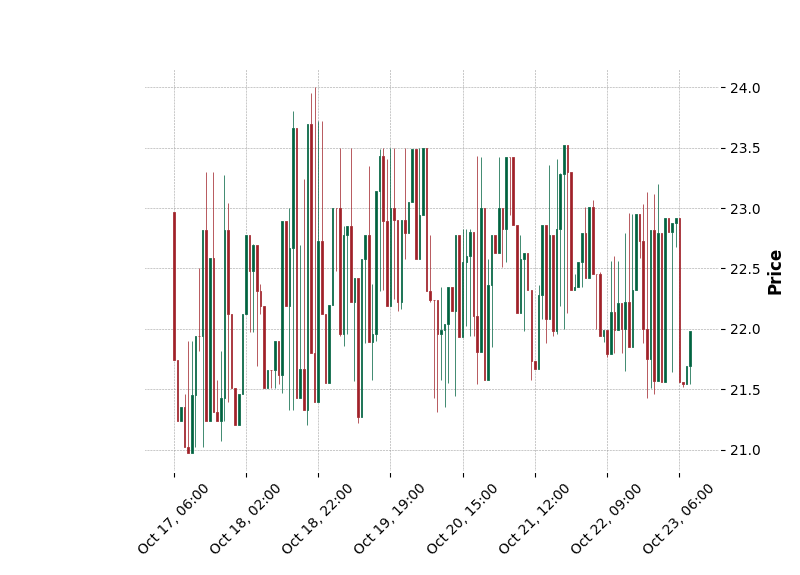 24.0
23.5
23.0
22.5
22.0
21.5
21.0
Price
Oct 17, 06:00
Oct 18, 02:00
Oct 18, 22:00
Oct 19, 19:00
Oct 20, 15:00
Oct 21, 12:00
Oct 22, 09:00
Oct 23, 06:00